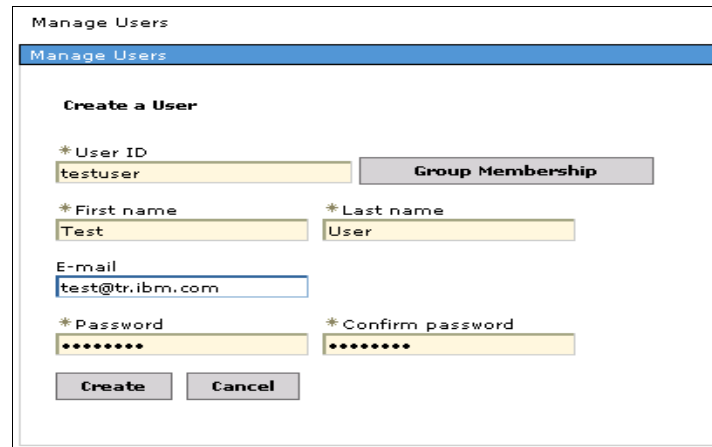 Manage Users
Manage Users
Create a User
*User ID
testuser
Group Membership
*First name *Last name
Test User
E-mail
test@tr.ibm.com
*Password *Confirm password
•••••••• ••••••••
Create Cancel